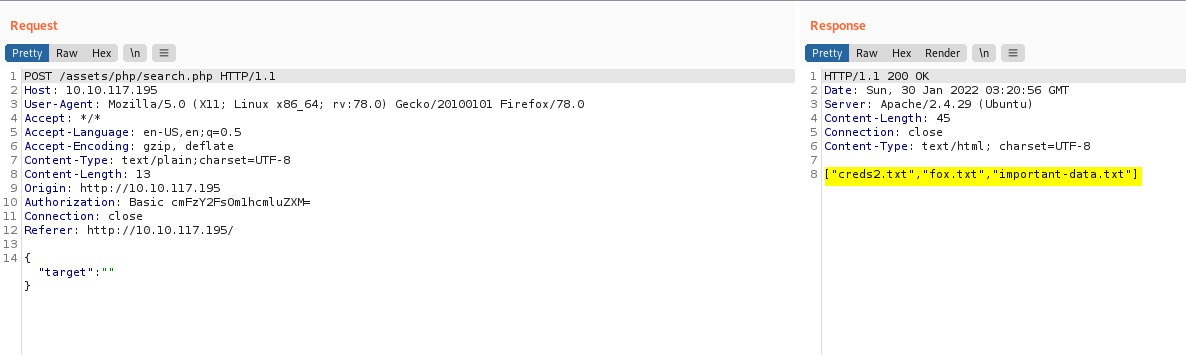 Request
Pretty Raw Hex \n ≡
1 POST /assets/php/search.php HTTP/1.1
2 Host: 10.10.117.195
3 User-Agent: Mozilla/5.0 (X11; Linux x86_64; rv:78.0) Gecko/20100101 Firefox/78.0
4 Accept: */*
5 Accept-Language: en-US,en;q=0.5
6 Accept-Encoding: gzip, deflate
7 Content-Type: text/plain;charset=UTF-8
8 Content-Length: 13
9 Origin: http://10.10.117.195
10 Authorization: Basic cmFzY2FsOm1hcmluZXM=
11 Connection: close
12 Referer: http://10.10.117.195/
13
14 {
"target":""
}
Response
Pretty Raw Hex Render \n ≡
1 HTTP/1.1 200 OK
2 Date: Sun, 30 Jan 2022 03:20:56 GMT
3 Server: Apache/2.4.29 (Ubuntu)
4 Content-Length: 45
5 Connection: close
6 Content-Type: text/html; charset=UTF-8
7
8 ["creds2.txt","fox.txt","important-data.txt"]